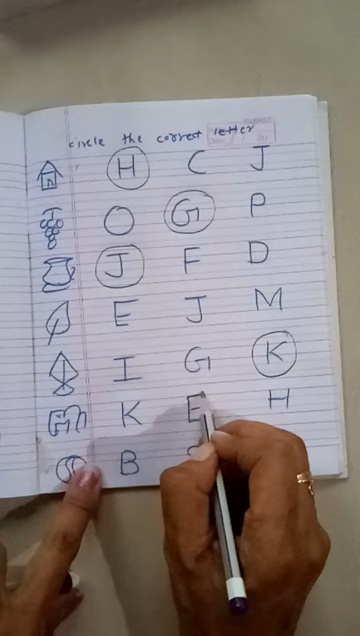 circle the correct letter
H C J
O G P
J F D
E J M
I G K
K E H
B